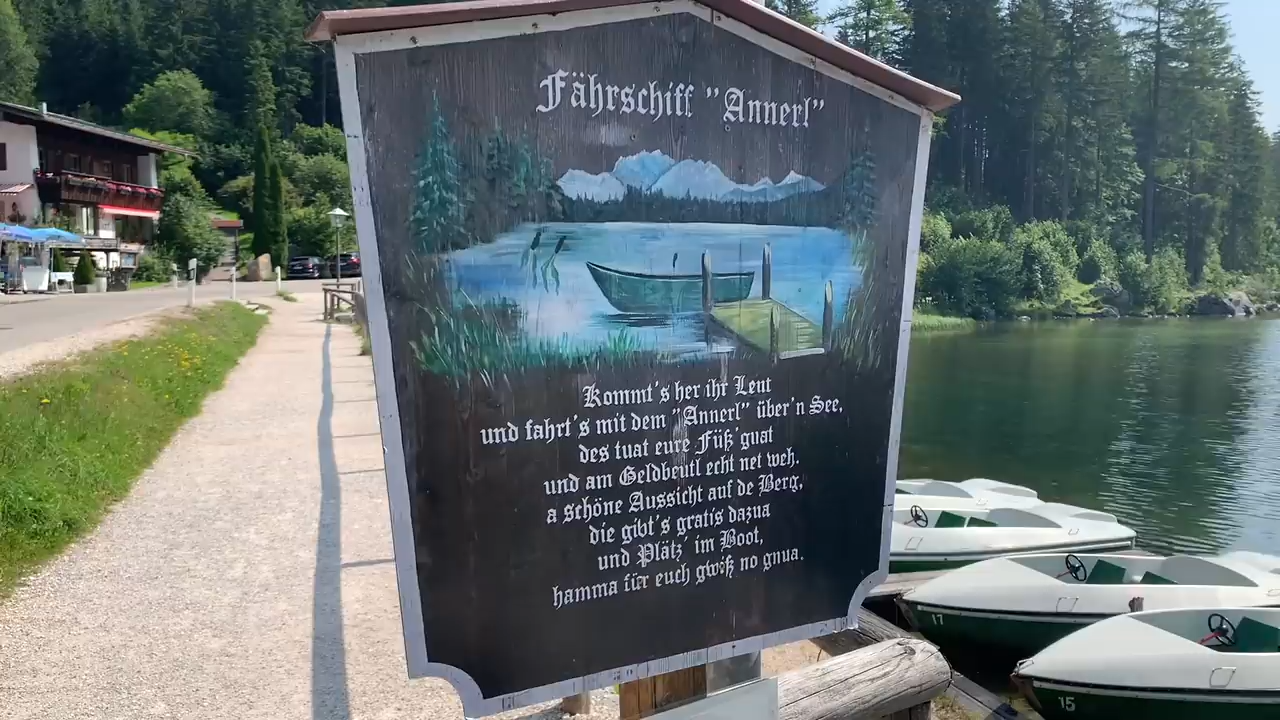 Fährschiff "Annerl"
Kommt's her ihr Leut
und fahrt's mit dem "Annerl" über'n See,
des tuat eure Füß' guat
und am Geldbeutl echt net weh.
a schöne Aussicht auf de Berg,
die gibt's gratis dazua
und Plätz' im Boot,
hamma für euch gwiß no gnua.
17
15